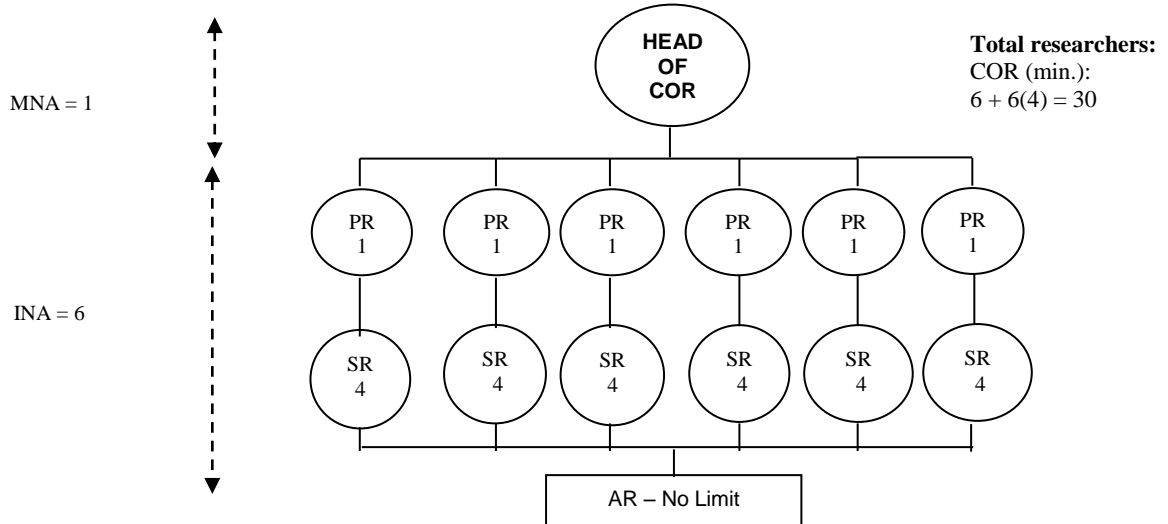 HEAD
OF
COR
Total researchers:
COR (min.):
6 + 6(4) = 30
MNA = 1
PR
1
PR
1
PR
1
PR
1
PR
1
PR
1
INA = 6
SR
4
SR
4
SR
4
SR
4
SR
4
SR
4
AR – No Limit